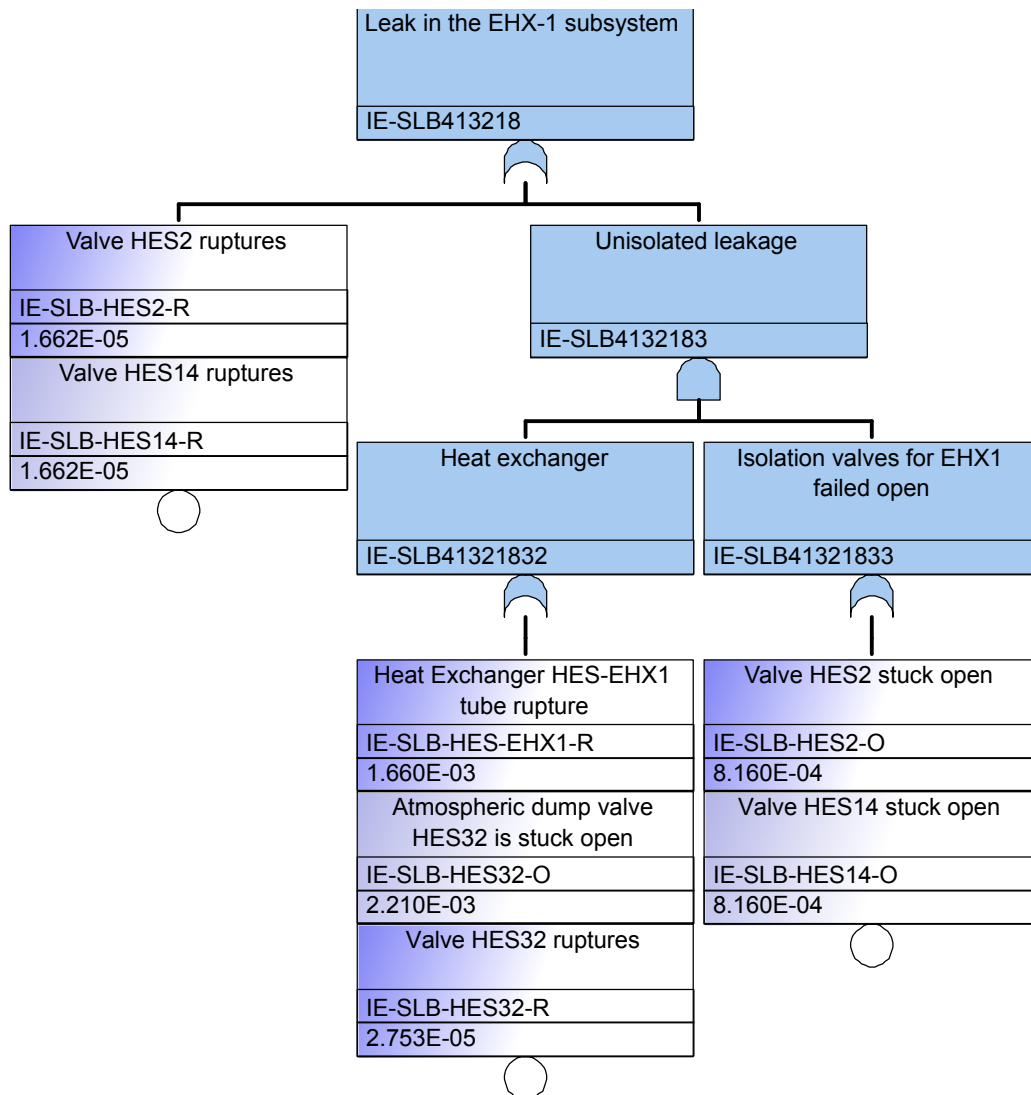 Leak in the EHX-1 subsystem
IE-SLB413218
Valve HES2 ruptures
IE-SLB-HES2-R
1.662E-05
Valve HES14 ruptures
IE-SLB-HES14-R
1.662E-05
Unisolated leakage
IE-SLB4132183
Heat exchanger
IE-SLB41321832
Isolation valves for EHX1
failed open
IE-SLB41321833
Heat Exchanger HES-EHX1
tube rupture
IE-SLB-HES-EHX1-R
1.660E-03
Atmospheric dump valve
HES32 is stuck open
IE-SLB-HES32-O
2.210E-03
Valve HES32 ruptures
IE-SLB-HES32-R
2.753E-05
Valve HES2 stuck open
IE-SLB-HES2-O
8.160E-04
Valve HES14 stuck open
IE-SLB-HES14-O
8.160E-04